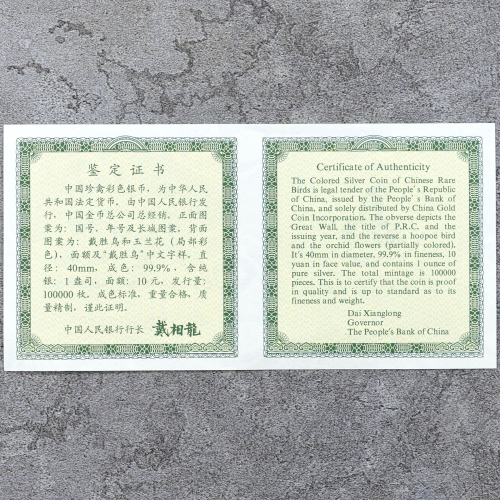 鉴定证书
中国珍禽彩色银币，为中华人民
共和国法定货币，由中国人民银行发
行，中国金币总公司总经销。正面图
案为：国号、年号及长城图案。背面
图案为：戴胜鸟和玉兰花（局部彩
色），面额及“戴胜鸟”中文字样。直
径：40mm，成色：99.9%，含纯
银：1盎司，面额：10元，发行量：
100000枚。成色标准，重量合格，质
量精制，谨此证明。
中国人民银行行长 戴相龍
Certificate of Authenticity
The Colored Silver Coin of Chinese Rare
Birds is legal tender of the People's Republic
of China, issued by the People's Bank of
China, and solely distributed by China Gold
Coin Incorporation. The obverse depicts the
Great Wall, the title of P.R.C. and the
issuing year, and the reverse a hoopoe bird
and the orchid flowers (partially colored).
It's 40mm in diameter, 99.9% in fineness, 10
yuan in face value, and contains 1 ounce of
pure silver. The total mintage is 100000
pieces. This is to certify that the coin is proof
in quality and is up to standard as to its
fineness and weight.
Dai Xianglong
Governor
The People's Bank of China